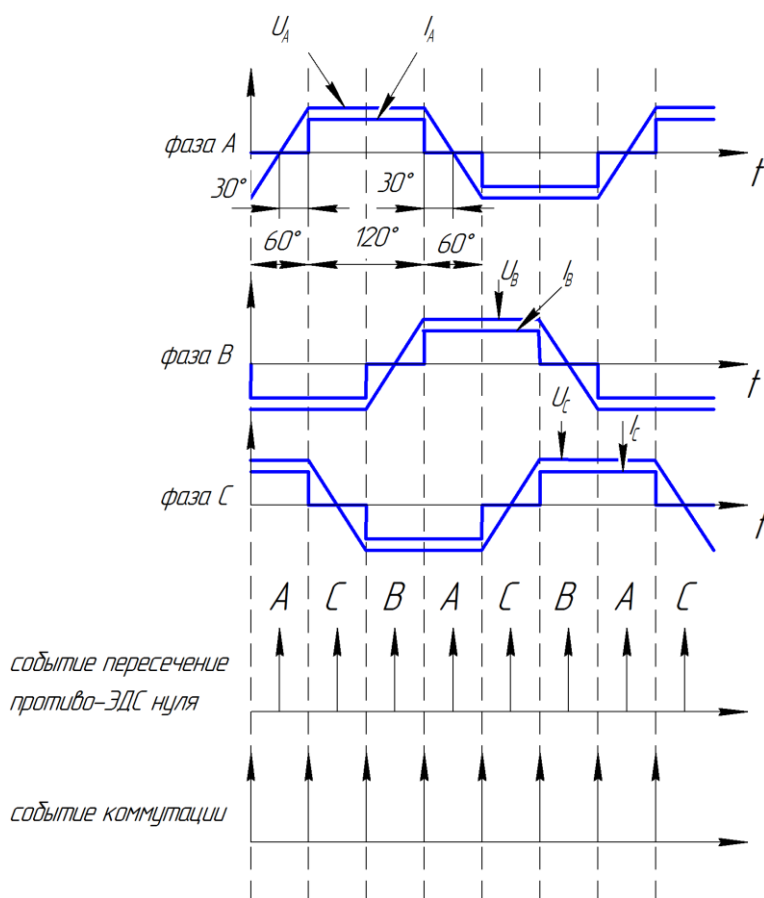 U_A I_A
фаза A
t
30° 30°
60° 120° 60°
U_B I_B
фаза B
t
U_C I_C
фаза C
t
A C B A C B A C
событие пересечение
противо-ЭДС нуля
событие коммутации